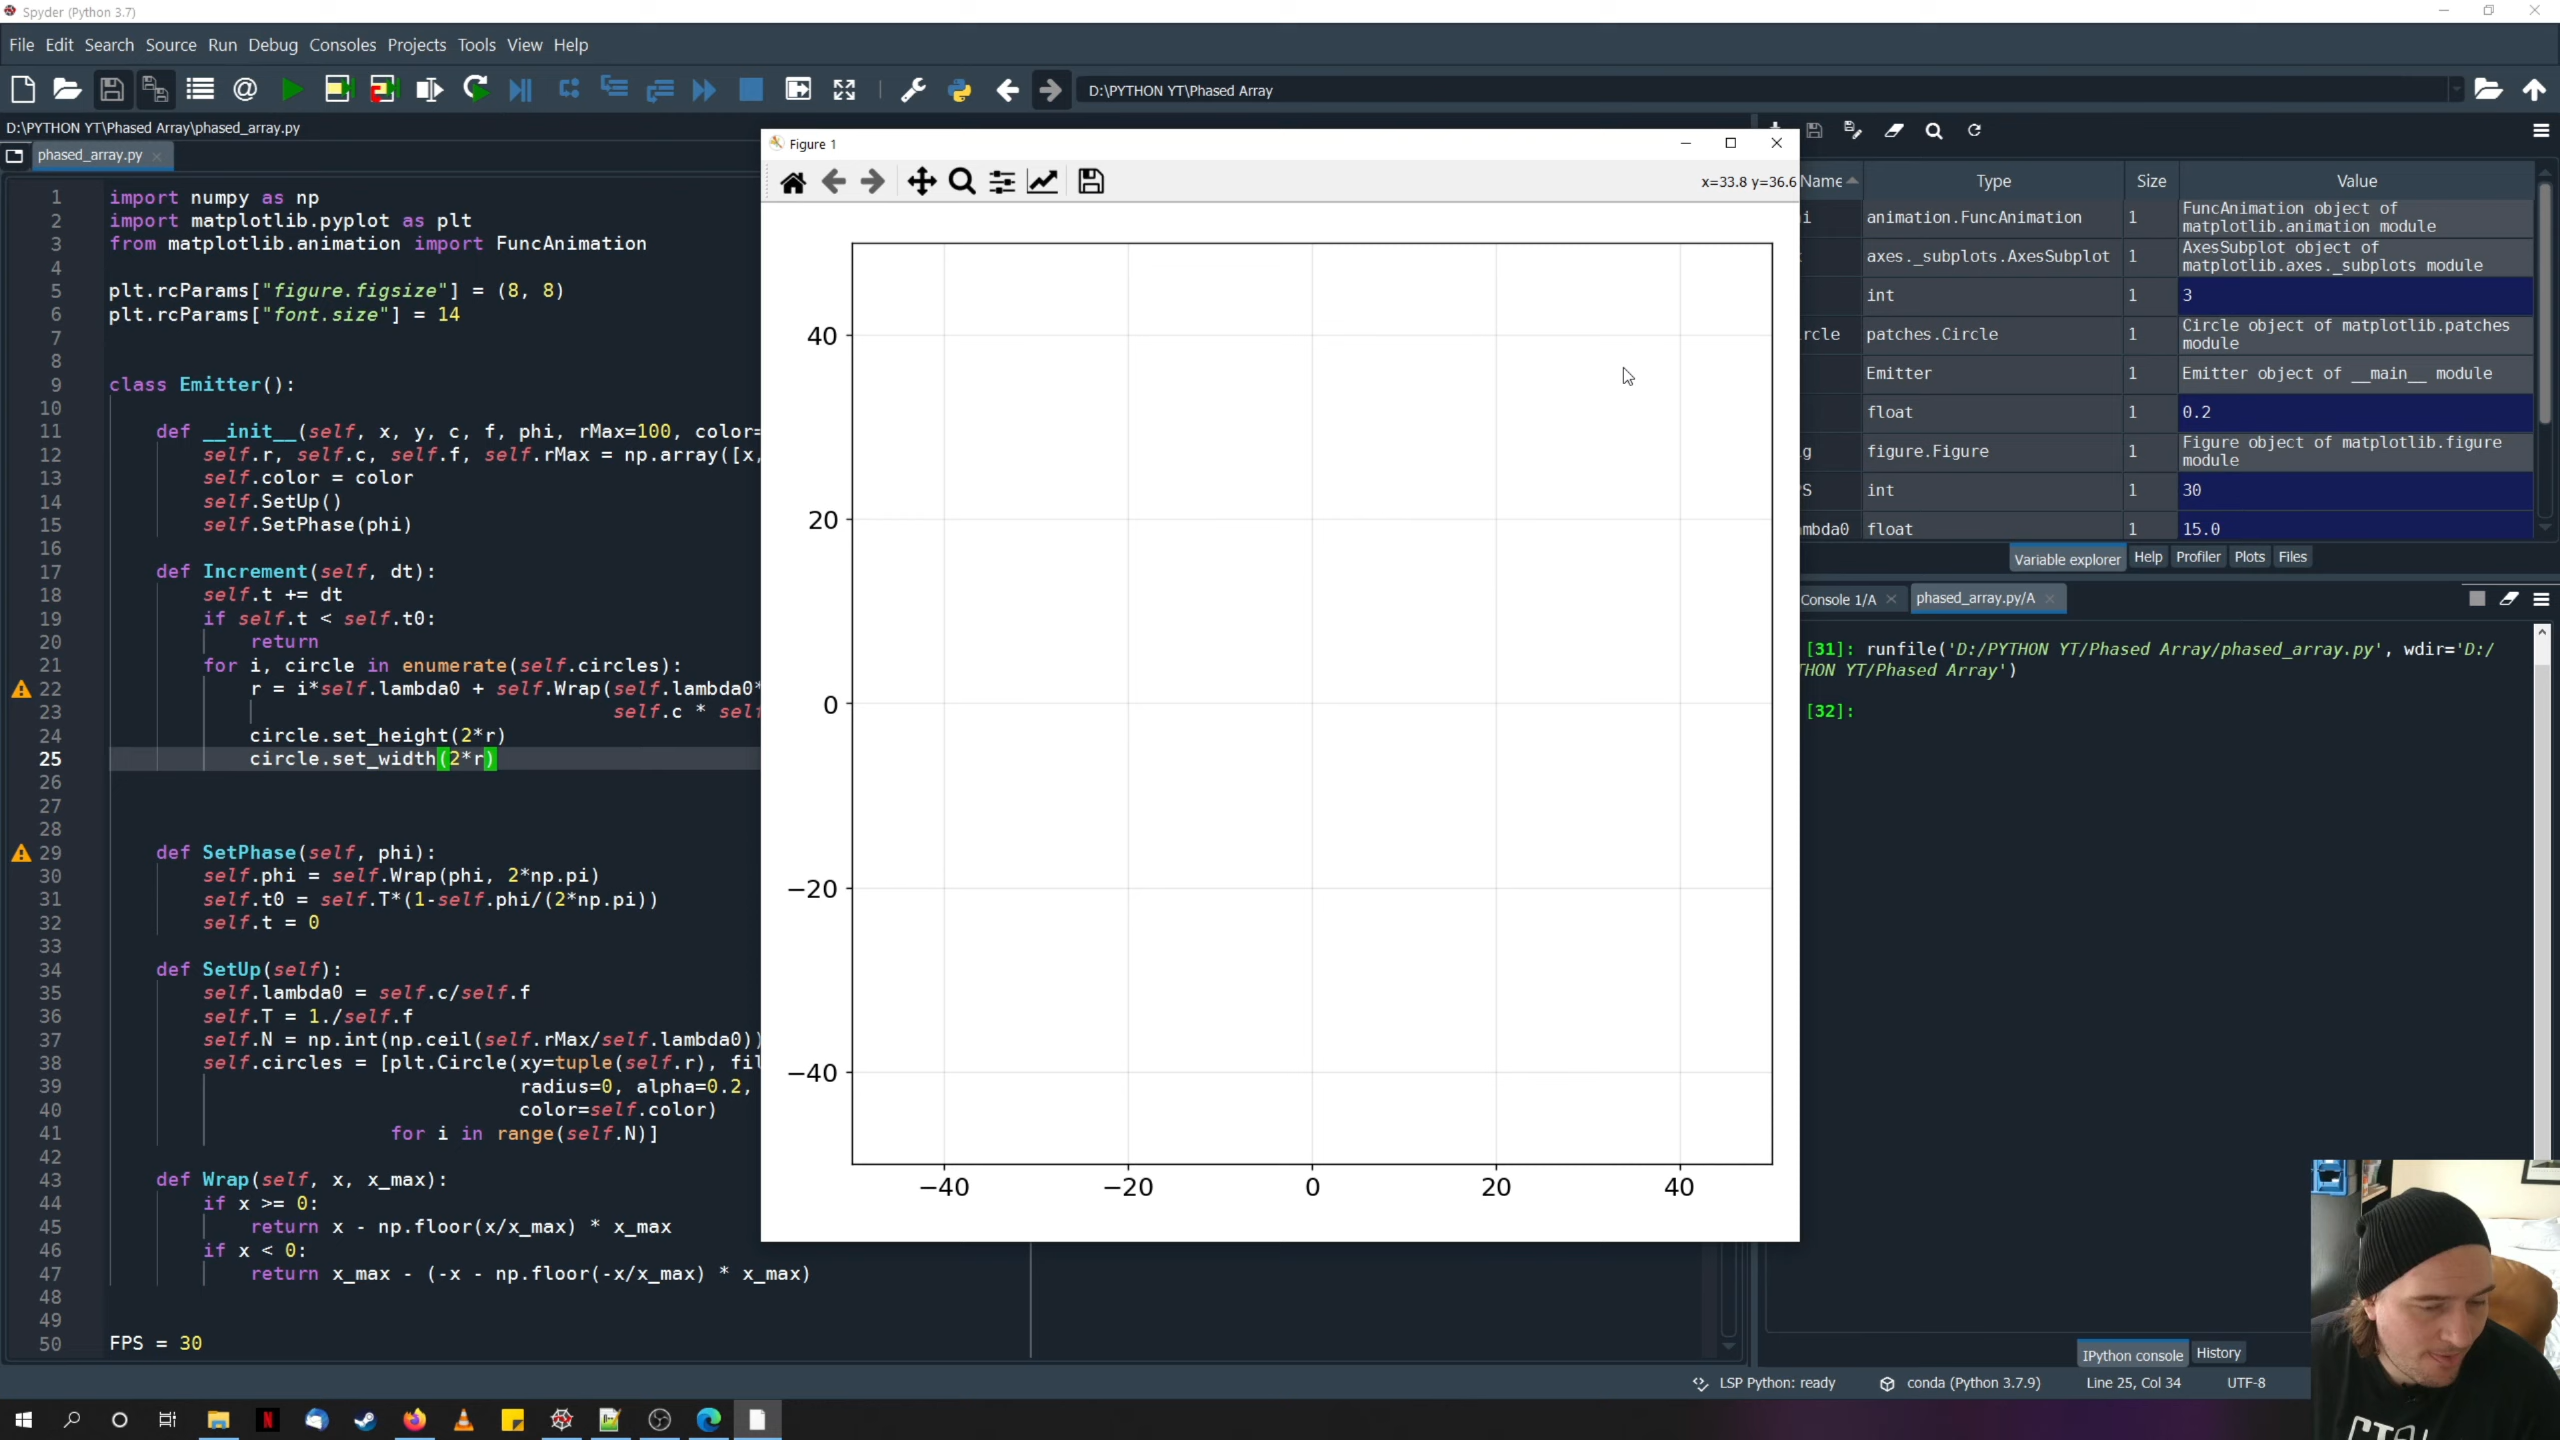 Spyder (Python 3.7)
File Edit Search Source Run Debug Consoles Projects Tools View Help
D:\PYTHON YT\Phased Array
D:\PYTHON YT\Phased Array\phased_array.py
phased_array.py
1 import numpy as np
2 import matplotlib.pyplot as plt
3 from matplotlib.animation import FuncAnimation
4
5 plt.rcParams["figure.figsize"] = (8, 8)
6 plt.rcParams["font.size"] = 14
7
8
9 class Emitter():
10
11 def __init__(self, x, y, c, f, phi, rMax=100, color=
12 self.r, self.c, self.f, self.rMax = np.array([x,
13 self.color = color
14 self.SetUp()
15 self.SetPhase(phi)
16
17 def Increment(self, dt):
18 self.t += dt
19 if self.t < self.t0:
20 return
21 for i, circle in enumerate(self.circles):
22 r = i*self.lambda0 + self.Wrap(self.lambda0*
23 self.c * self
24 circle.set_height(2*r)
25 circle.set_width(2*r)
26
27
28
29 def SetPhase(self, phi):
30 self.phi = self.Wrap(phi, 2*np.pi)
31 self.t0 = self.T*(1-self.phi/(2*np.pi))
32 self.t = 0
33
34 def SetUp(self):
35 self.lambda0 = self.c/self.f
36 self.T = 1./self.f
37 self.N = np.int(np.ceil(self.rMax/self.lambda0))
38 self.circles = [plt.Circle(xy=tuple(self.r), fil
39 radius=0, alpha=0.2,
40 color=self.color)
41 for i in range(self.N)]
42
43 def Wrap(self, x, x_max):
44 if x >= 0:
45 return x - np.floor(x/x_max) * x_max
46 if x < 0:
47 return x_max - (-x - np.floor(-x/x_max) * x_max)
48
49
50 FPS = 30
Figure 1
x=33.8 y=36.6
40
20
0
−20
−40
−40 −20 0 20 40
Name Type Size Value
i animation.FuncAnimation 1 FuncAnimation object of
matplotlib.animation module
axes._subplots.AxesSubplot 1 AxesSubplot object of
matplotlib.axes._subplots module
int 1 3
rcle patches.Circle 1 Circle object of matplotlib.patches
module
Emitter 1 Emitter object of __main__ module
float 1 0.2
g figure.Figure 1 Figure object of matplotlib.figure
module
S int 1 30
mbda0 float 1 15.0
Variable explorer Help Profiler Plots Files
Console 1/A phased_array.py/A
[31]: runfile('D:/PYTHON YT/Phased Array/phased_array.py', wdir='D:/
THON YT/Phased Array')
[32]:
IPython console History
LSP Python: ready conda (Python 3.7.9) Line 25, Col 34 UTF-8